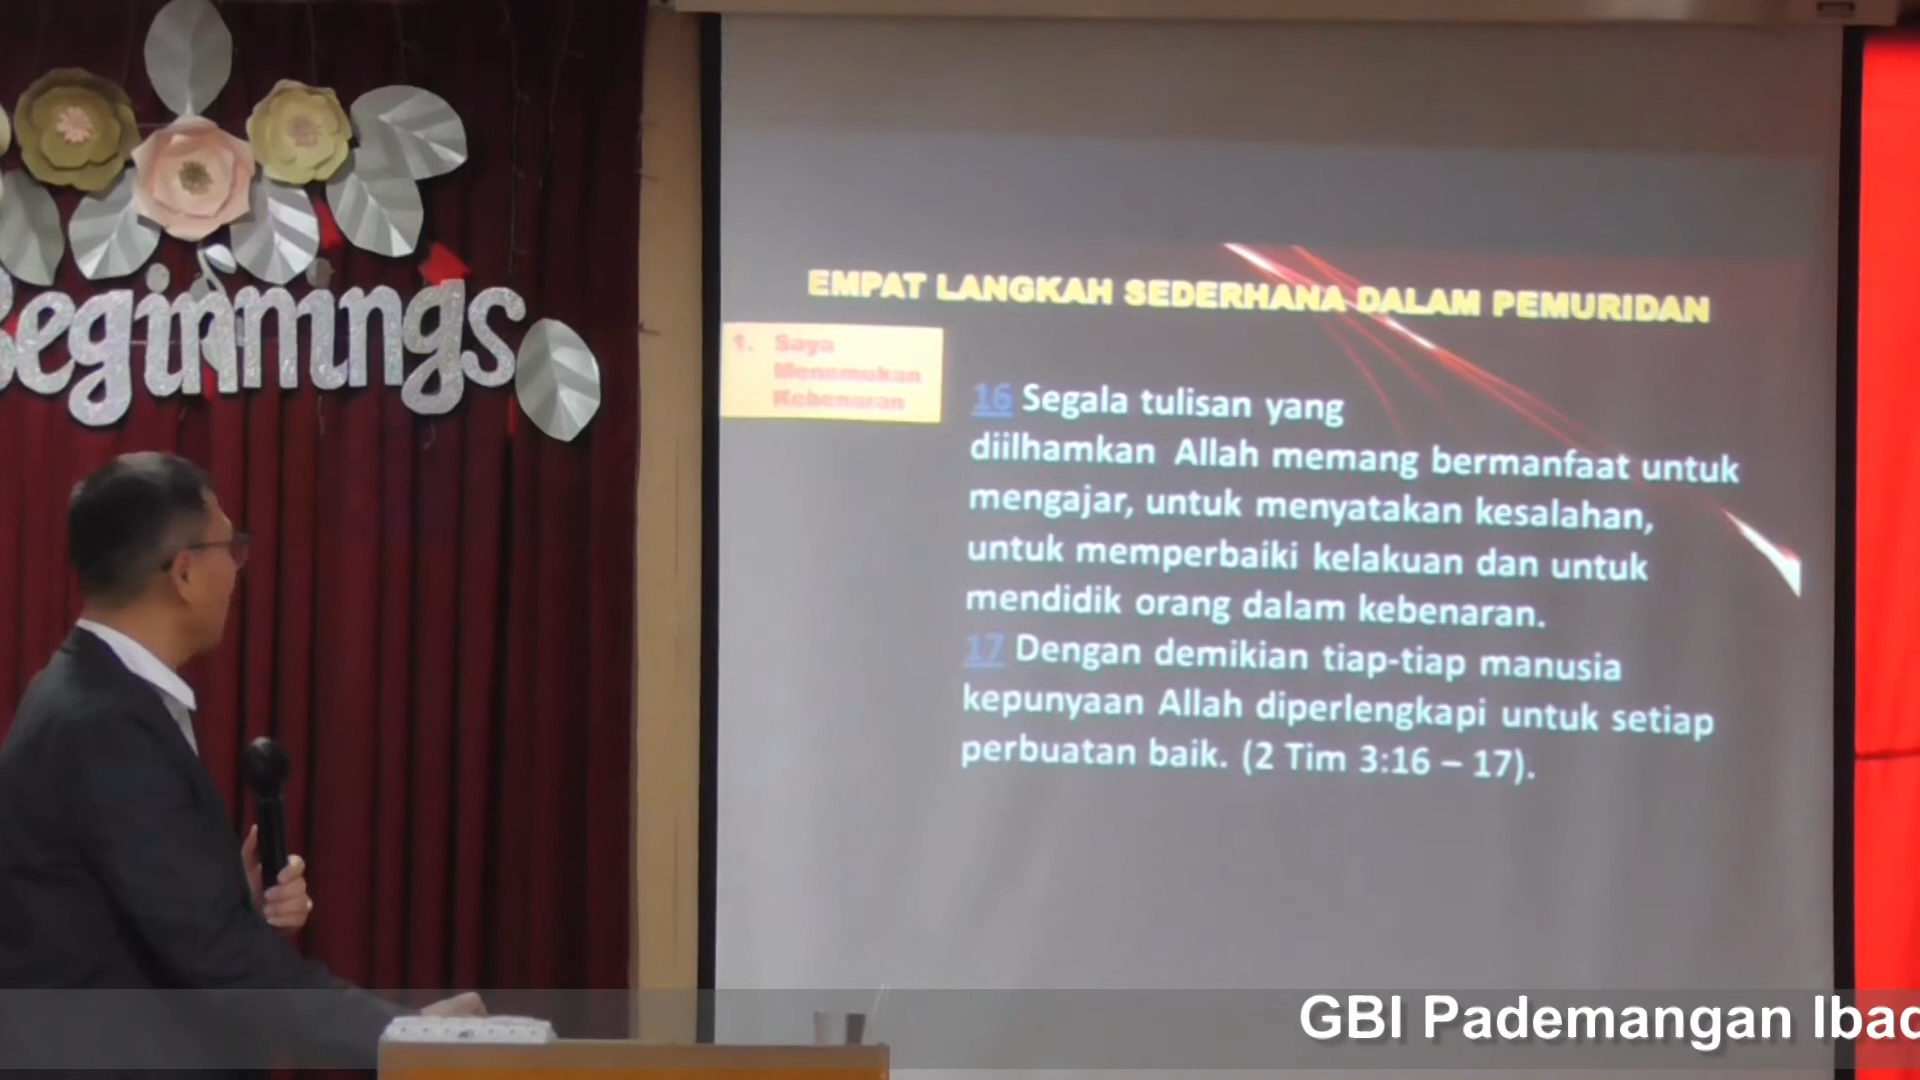 Beginnings
EMPAT LANGKAH SEDERHANA DALAM PEMURIDAN
1. Saya
Menemukan
Kebenaran
16 Segala tulisan yang
diilhamkan Allah memang bermanfaat untuk
mengajar, untuk menyatakan kesalahan,
untuk memperbaiki kelakuan dan untuk
mendidik orang dalam kebenaran.
17 Dengan demikian tiap-tiap manusia
kepunyaan Allah diperlengkapi untuk setiap
perbuatan baik. (2 Tim 3:16 – 17).
GBI Pademangan Ibad